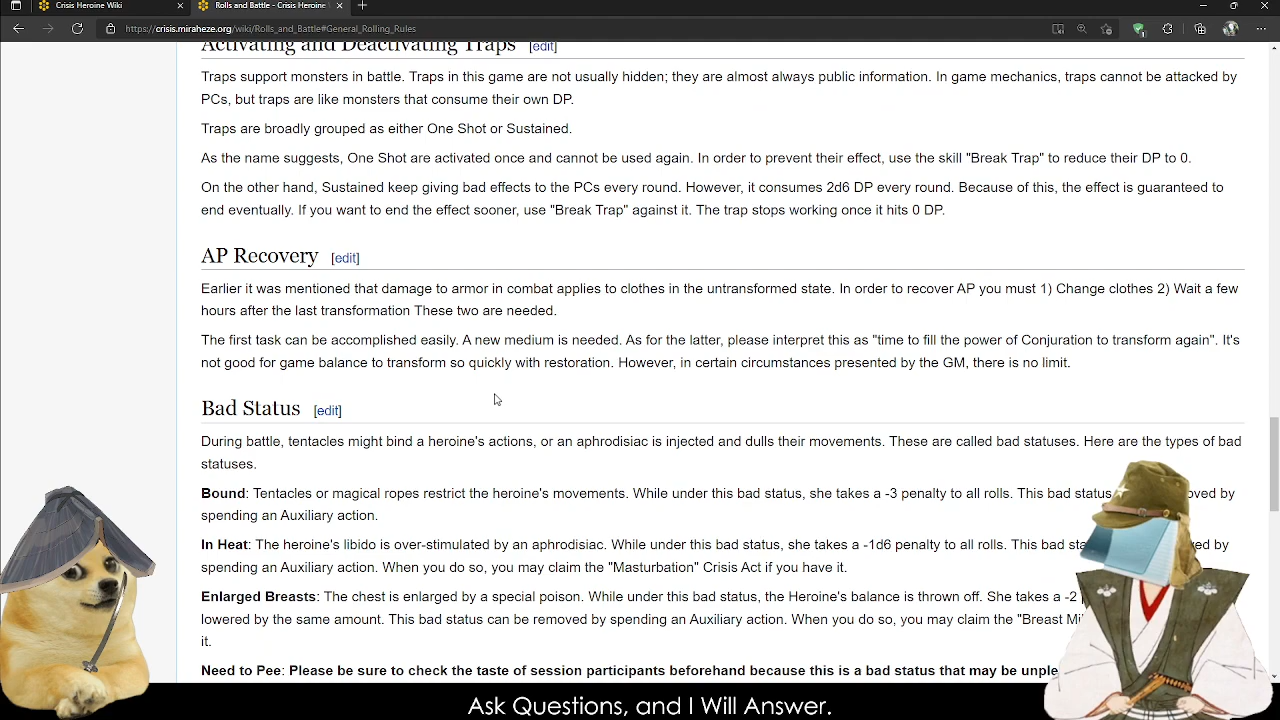 Crisis Heroine Wiki
Rolls and Battle - Crisis Heroine
https://crisis.miraheze.org/wiki/Rolls_and_Battle#General_Rolling_Rules
Activating and Deactivating Traps [edit]
Traps support monsters in battle. Traps in this game are not usually hidden; they are almost always public information. In game mechanics, traps cannot be attacked by
PCs, but traps are like monsters that consume their own DP.
Traps are broadly grouped as either One Shot or Sustained.
As the name suggests, One Shot are activated once and cannot be used again. In order to prevent their effect, use the skill "Break Trap" to reduce their DP to 0.
On the other hand, Sustained keep giving bad effects to the PCs every round. However, it consumes 2d6 DP every round. Because of this, the effect is guaranteed to
end eventually. If you want to end the effect sooner, use "Break Trap" against it. The trap stops working once it hits 0 DP.
AP Recovery [edit]
Earlier it was mentioned that damage to armor in combat applies to clothes in the untransformed state. In order to recover AP you must 1) Change clothes 2) Wait a few
hours after the last transformation These two are needed.
The first task can be accomplished easily. A new medium is needed. As for the latter, please interpret this as "time to fill the power of Conjuration to transform again". It's
not good for game balance to transform so quickly with restoration. However, in certain circumstances presented by the GM, there is no limit.
Bad Status [edit]
During battle, tentacles might bind a heroine's actions, or an aphrodisiac is injected and dulls their movements. These are called bad statuses. Here are the types of bad
statuses.
Bound: Tentacles or magical ropes restrict the heroine's movements. While under this bad status, she takes a -3 penalty to all rolls. This bad status by
spending an Auxiliary action.
In Heat: The heroine's libido is over-stimulated by an aphrodisiac. While under this bad status, she takes a -1d6 penalty to all rolls. This bad by
spending an Auxiliary action. When you do so, you may claim the "Masturbation" Crisis Act if you have it.
Enlarged Breasts: The chest is enlarged by a special poison. While under this bad status, the Heroine's balance is thrown off. She takes a -2
lowered by the same amount. This bad status can be removed by spending an Auxiliary action. When you do so, you may claim the "Breast
it.
Need to Pee: Please be sure to check the taste of session participants beforehand because this is a bad status that may be
Ask Questions, and I Will Answer.